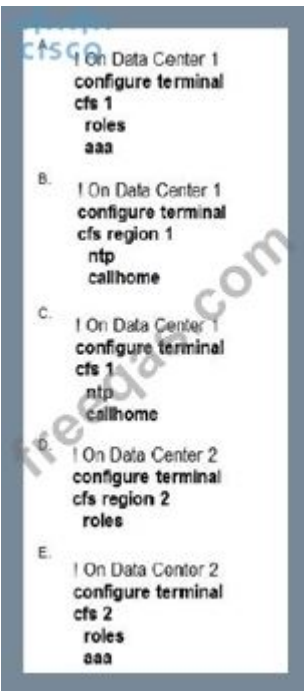 CISCO
A.
! On Data Center 1
configure terminal
cfs 1
roles
aaa
B.
! On Data Center 1
configure terminal
cfs region 1
ntp
callhome
C.
! On Data Center 1
configure terminal
cfs 1
ntp
callhome
D.
! On Data Center 2
configure terminal
cfs region 2
roles
E.
! On Data Center 2
configure terminal
cfs 2
roles
aaa
freeqas.com